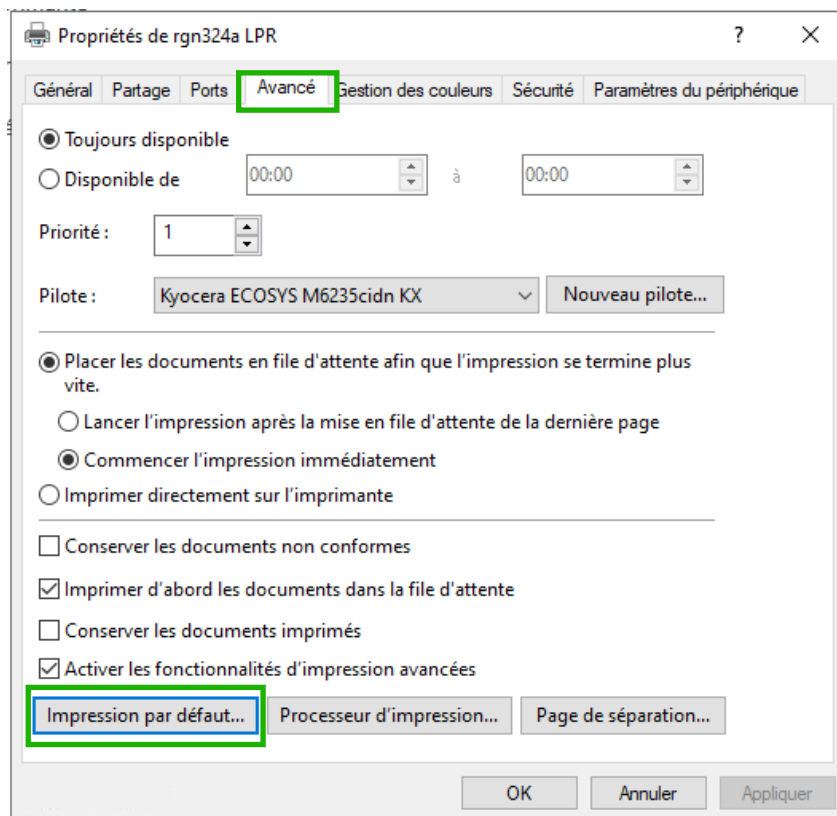 Propriétés de rgn324a LPR ?
Général Partage Ports Avancé Gestion des couleurs Sécurité Paramètres du périphérique
Toujours disponible
Disponible de 00:00 à 00:00
Priorité : 1
Pilote : Kyocera ECOSYS M6235cidn KX Nouveau pilote...
Placer les documents en file d'attente afin que l'impression se termine plus
vite.
Lancer l'impression après la mise en file d'attente de la dernière page
Commencer l'impression immédiatement
Imprimer directement sur l'imprimante
Conserver les documents non conformes
Imprimer d'abord les documents dans la file d'attente
Conserver les documents imprimés
Activer les fonctionnalités d'impression avancées
Impression par défaut... Processeur d'impression... Page de séparation...
OK Annuler Appliquer